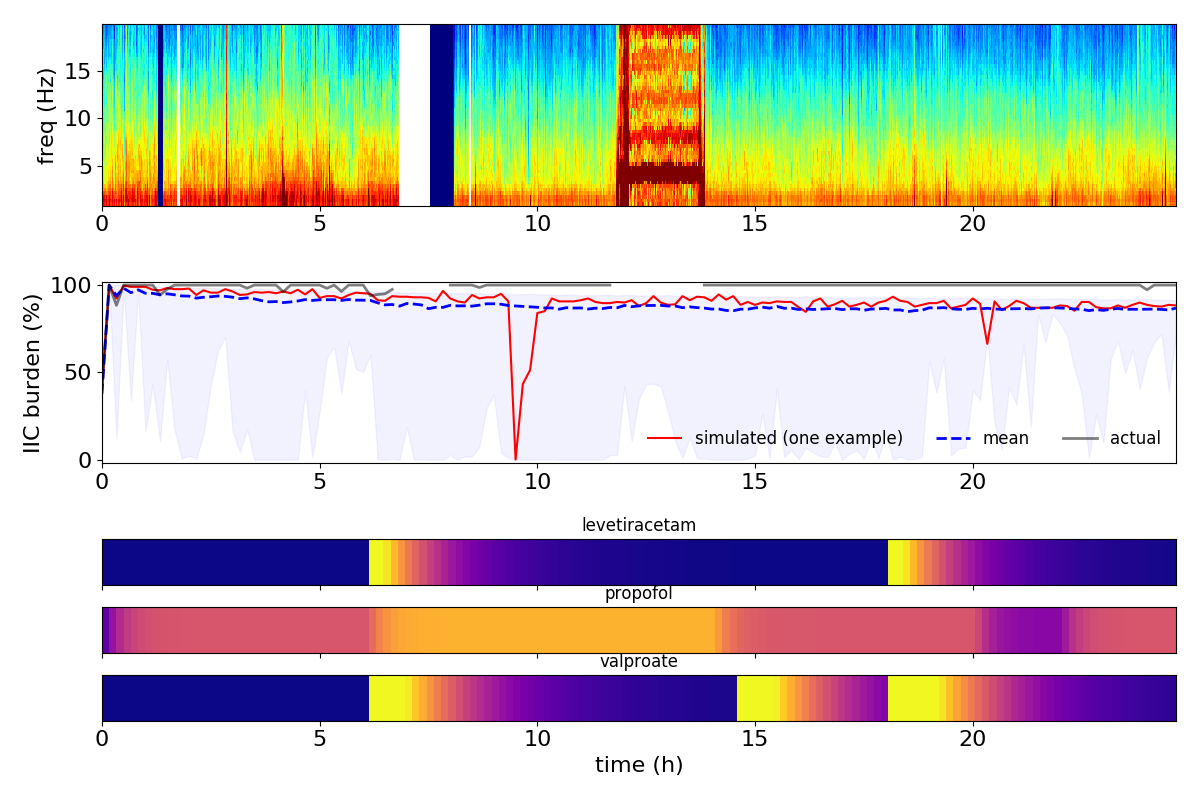 freq (Hz)
15
10
5
0 5 10 15 20
IIC burden (%)
100
50
0
simulated (one example) mean actual
0 5 10 15 20
levetiracetam
propofol
valproate
0 5 10 15 20
time (h)